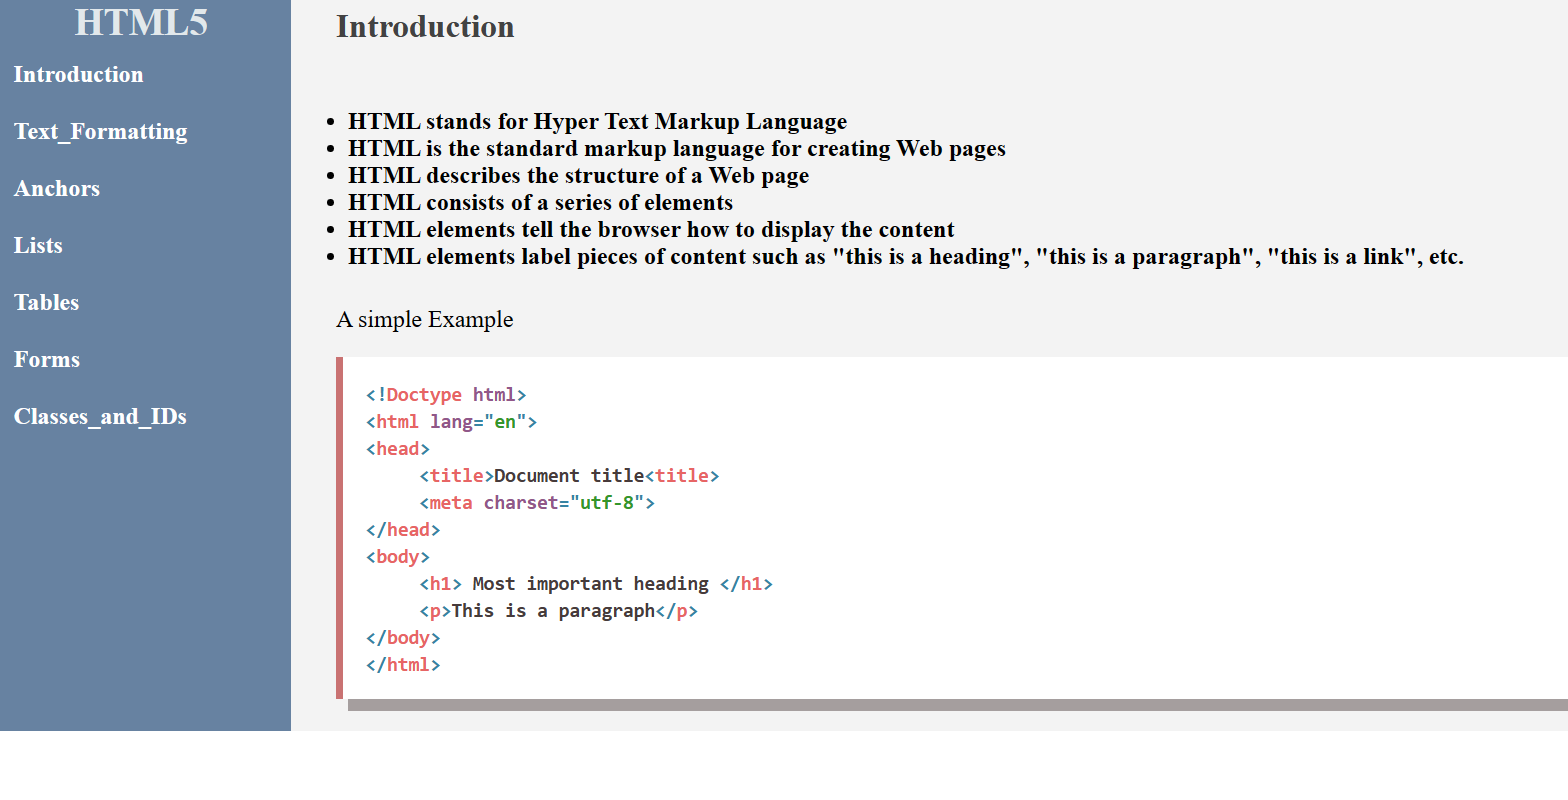 HTML5
Introduction
Text_Formatting
Anchors
Lists
Tables
Forms
Classes_and_IDs
Introduction
HTML stands for Hyper Text Markup Language
HTML is the standard markup language for creating Web pages
HTML describes the structure of a Web page
HTML consists of a series of elements
HTML elements tell the browser how to display the content
HTML elements label pieces of content such as "this is a heading", "this is a paragraph", "this is a link", etc.
A simple Example
<!Doctype html>
<html lang="en">
<head>
<title>Document title<title>
<meta charset="utf-8">
</head>
<body>
<h1> Most important heading </h1>
<p>This is a paragraph</p>
</body>
</html>